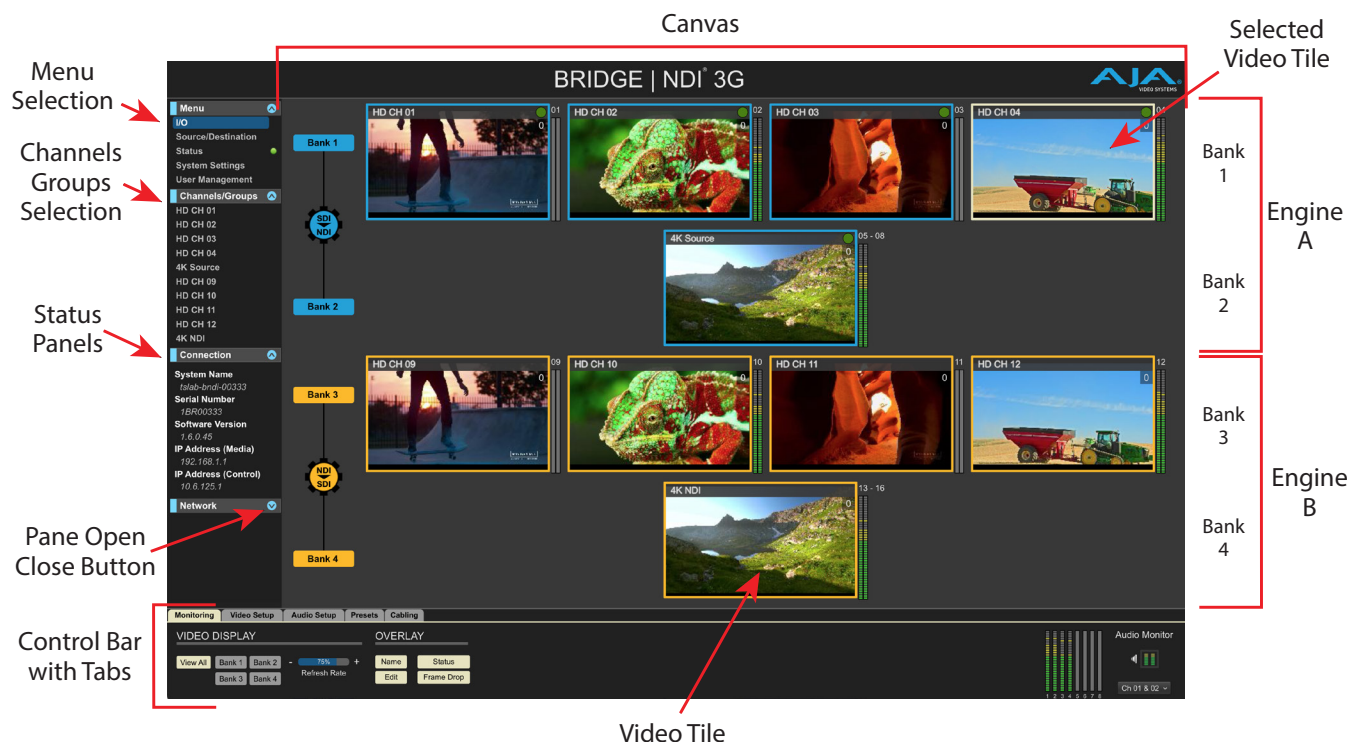 Canvas
Selected
Video Tile
Menu
Selection
Channels
Groups
Selection
Status
Panels
Pane Open
Close Button
Control Bar
with Tabs
BRIDGE | NDI® 3G
AJA
VIDEO SYSTEMS
Menu
I/O
Source/Destination
Status
System Settings
User Management
Channels/Groups
HD CH 01
HD CH 02
HD CH 03
HD CH 04
4K Source
HD CH 09
HD CH 10
HD CH 11
HD CH 12
4K NDI
Connection
System Name
tslab-bndi-00333
Serial Number
1BR00333
Software Version
1.6.0.45
IP Address (Media)
192.168.1.1
IP Address (Control)
10.6.125.1
Network
Bank 1
SDI
NDI
Bank 2
HD CH 01 0 01
HD CH 02 0 02
HD CH 03 0 03
HD CH 04 0 04
4K Source 0 05 - 08
Bank 3
NDI
SDI
Bank 4
HD CH 09 0 09
HD CH 10 0 10
HD CH 11 0 11
HD CH 12 0 12
4K NDI 0 13 - 16
Bank
1
Bank
2
Engine
A
Bank
3
Bank
4
Engine
B
Monitoring Video Setup Audio Setup Presets Cabling
VIDEO DISPLAY
View All Bank 1 Bank 2 - 75% +
Bank 3 Bank 4 Refresh Rate
OVERLAY
Name Status
Edit Frame Drop
1 2 3 4 5 6 7 8
Audio Monitor
Ch 01 & 02
Video Tile